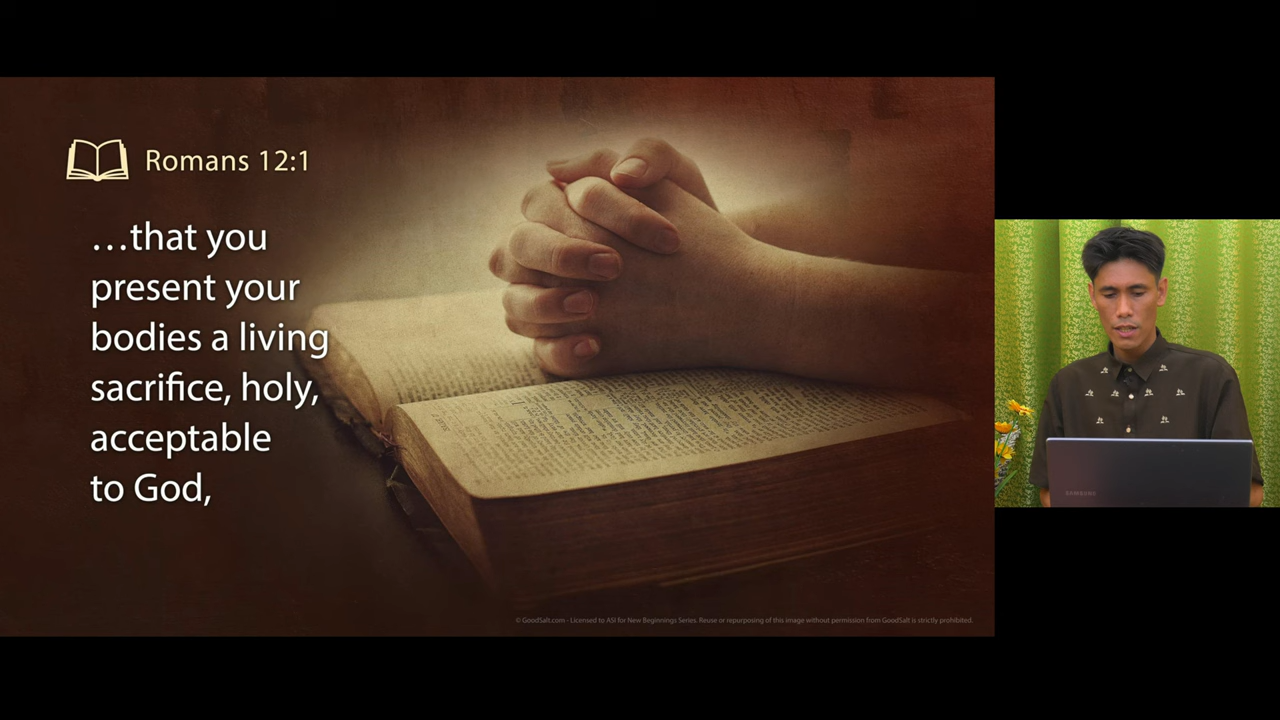 Romans 12:1
…that you
present your
bodies a living
sacrifice, holy,
acceptable
to God,
SAMSUNG
© GoodSalt.com - Licensed to ASI for New Beginnings Series. Reuse or repurposing of this image without permission from GoodSalt is strictly prohibited.